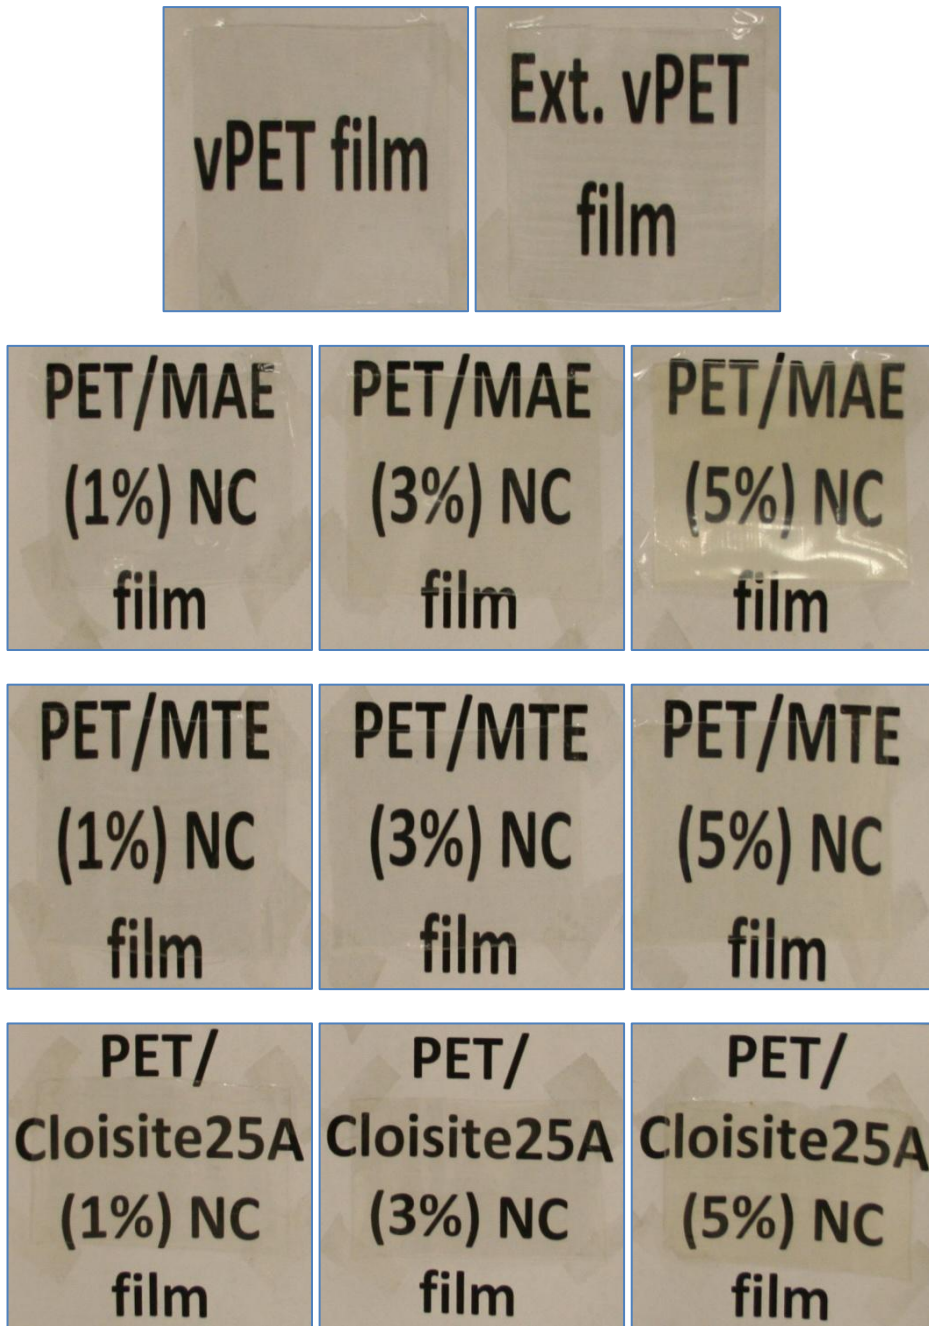 vPET film
Ext. vPET
film
PET/MAE
(1%) NC
film
PET/MAE
(3%) NC
film
PET/MAE
(5%) NC
film
PET/MTE
(1%) NC
film
PET/MTE
(3%) NC
film
PET/MTE
(5%) NC
film
PET/
Cloisite25A
(1%) NC
film
PET/
Cloisite25A
(3%) NC
film
PET/
Cloisite25A
(5%) NC
film